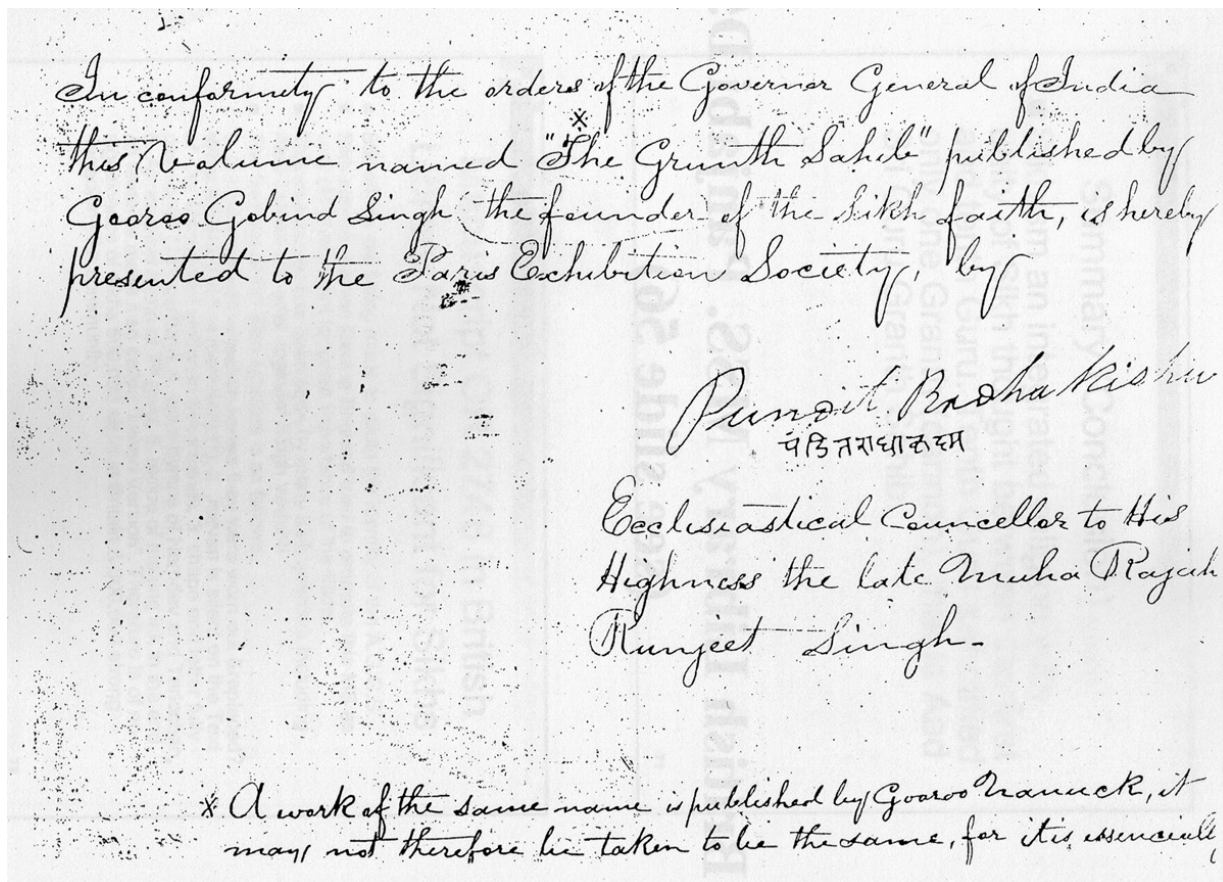 In conformity to the orders of the Governor General of India
this Volume named "The Grunth Sahib" published by
※
Gooroo Gobind Singh the founder of the Sikh faith, is hereby
presented to the Paris Exhibition Society, by
Pundit Radha Kishn
Ecclesiastical Councellor to His
Highness the late Muha Rajah
Runjeet Singh-
※ A work of the same name is published by Gooroo Nanuck, it
may not therefore be taken to be the same, for it is essencially